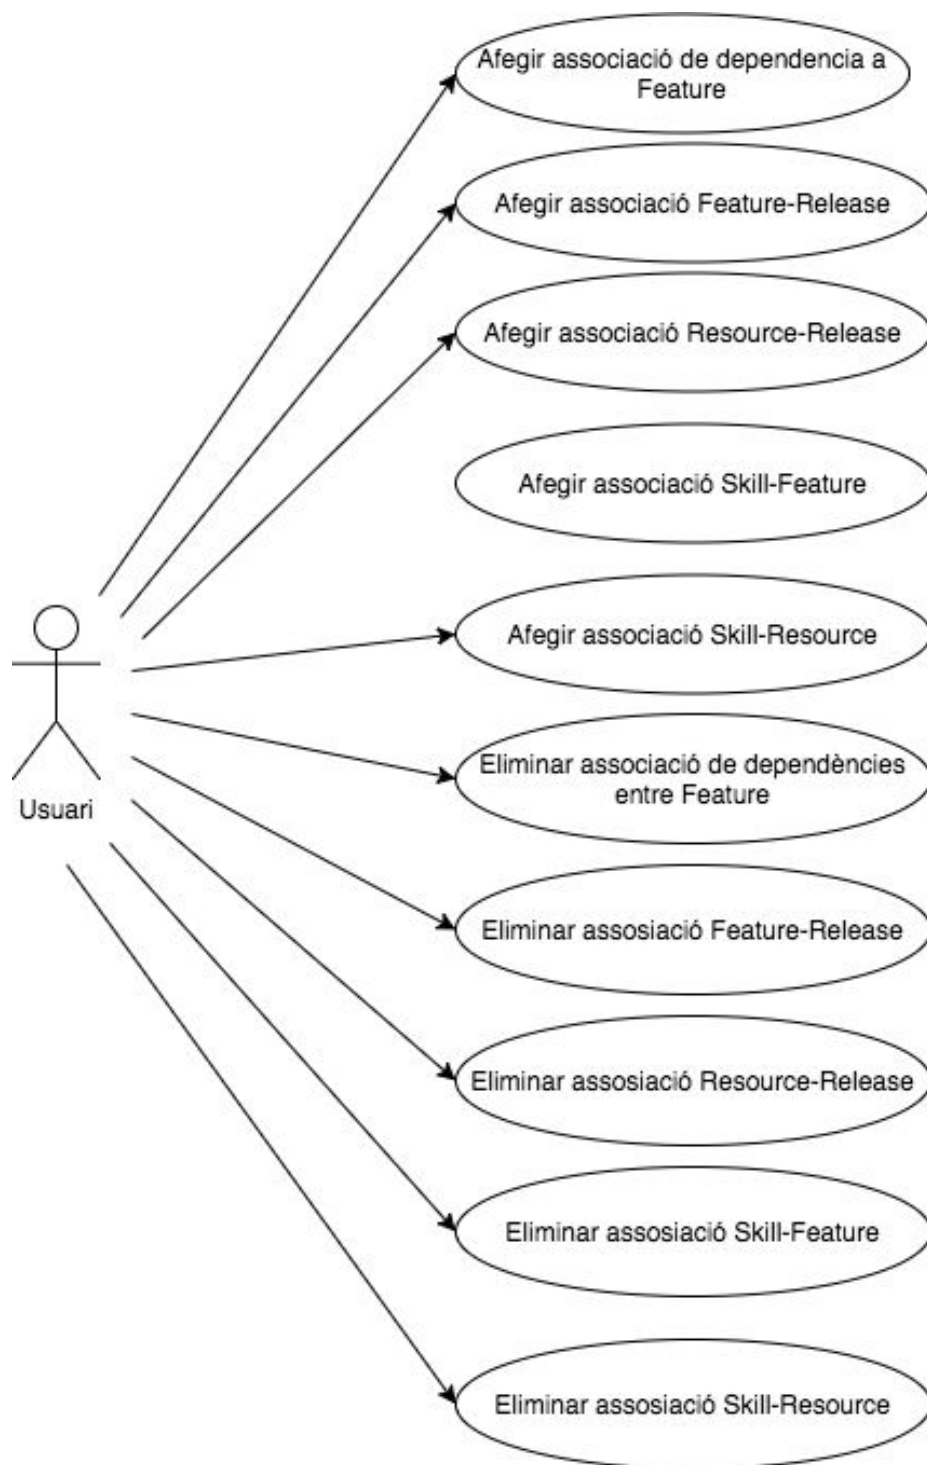 Afegir associació de dependencia a
Feature
Afegir associació Feature-Release
Afegir associació Resource-Release
Afegir associació Skill-Feature
Afegir associació Skill-Resource
Eliminar associació de dependències
entre Feature
Usuari
Eliminar assosiació Feature-Release
Eliminar assosiació Resource-Release
Eliminar assosiació Skill-Feature
Eliminar assosiació Skill-Resource